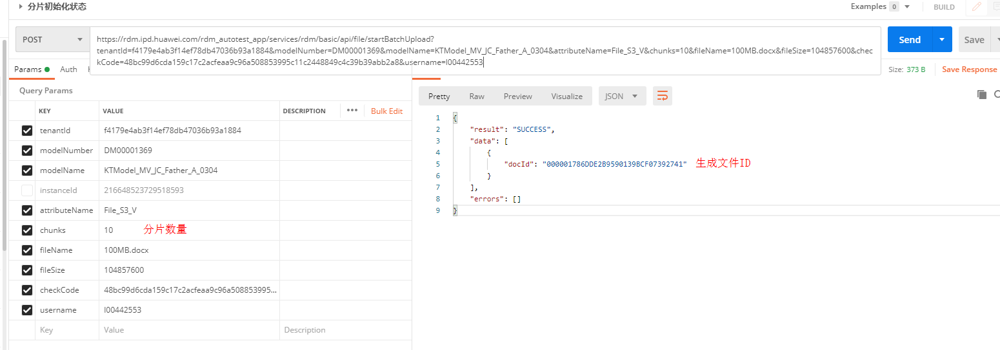 分片初始化状态
Examples 0
BUILD
POST
https://rdm.ipd.huawei.com/rdm_autotest_app/services/rdm/basic/api/file/startBatchUpload?
tenantId=f4179e4ab3f14ef78db47036b93a1884&modelNumber=DM00001369&modelName=KTModel_MV_JC_Father_A_0304&attributeName=File_S3_V&chunks=10&fileName=100MB.docx&fileSize=104857600&che
ckCode=48bc99d6cda159c17c2acfeaa9c96a508853995c11c2448849c4c39b39abb2a8&username=l00442553
Send
Save
Params
Auth
Size: 373 B
Save Response
Query Params
KEY VALUE DESCRIPTION ••• Bulk Edit
tenantId f4179e4ab3f14ef78db47036b93a1884
modelNumber DM00001369
modelName KTModel_MV_JC_Father_A_0304
instanceId 216648523729518593
attributeName File_S3_V
chunks 10 分片数量
fileName 100MB.docx
fileSize 104857600
checkCode 48bc99d6cda159c17c2acfeaa9c96a508853995...
username l00442553
Key Value Description
Pretty Raw Preview Visualize JSON
1 {
2 "result": "SUCCESS",
3 "data": [
4 {
5 "docId": "000001786DDE2B9590139BCF07392741" 生成文件ID
6 }
7 ],
8 "errors": []
9 }